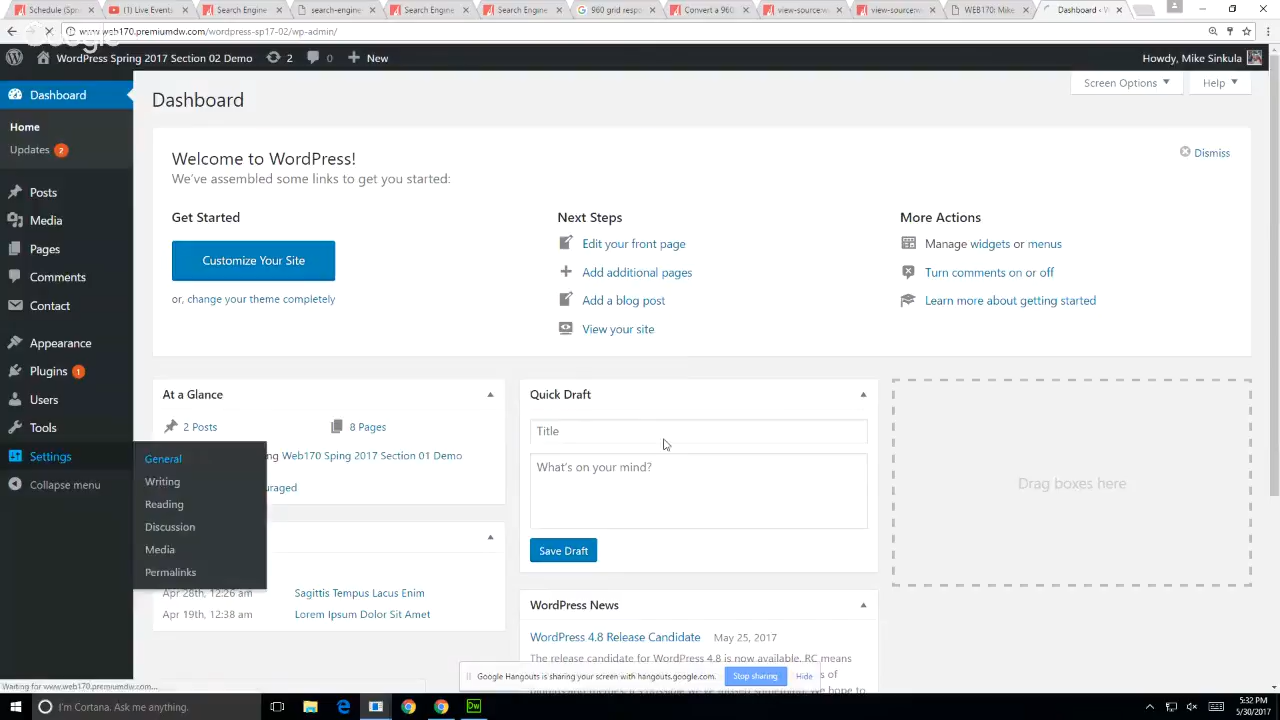 Schedule (Sprin
(1) Live Events
Search Engine
search-engine
Search Engine
Search Engine
960 grid respo
Convert a 960
view-sourcew
view-sourcew
WEB170: Mike
Dashboard ‹ W
www.web170.premiumdw.com/wordpress-sp17-02/wp-admin/
Google
WordPress Spring 2017 Section 02 Demo
2
0
New
Howdy, Mike Sinkula
Dashboard
Home
Updates 2
Posts
Media
Pages
Comments
Contact
Appearance
Plugins 1
Users
Tools
Settings
Collapse menu
General
Writing
Reading
Discussion
Media
Permalinks
Dashboard
Screen Options
Help
Welcome to WordPress!
We've assembled some links to get you started:
Dismiss
Get Started
Customize Your Site
or, change your theme completely
Next Steps
Edit your front page
Add additional pages
Add a blog post
View your site
More Actions
Manage widgets or menus
Turn comments on or off
Learn more about getting started
At a Glance
2 Posts
8 Pages
ng Web170 Sping 2017 Section 01 Demo
uraged
Apr 28th, 12:26 am
Sagittis Tempus Lacus Enim
Apr 19th, 12:38 am
Lorem Ipsum Dolor Sit Amet
Quick Draft
Title
What's on your mind?
Save Draft
WordPress News
WordPress 4.8 Release Candidate
May 25, 2017
The release candidate for WordPress 4.8 is now available. RC means
Drag boxes here
Google Hangouts is sharing your screen with hangouts.google.com.
Stop sharing
Hide
Waiting for www.web170.premiumdw.com...
I'm Cortana. Ask me anything.
Dw
5:32 PM
5/30/2017